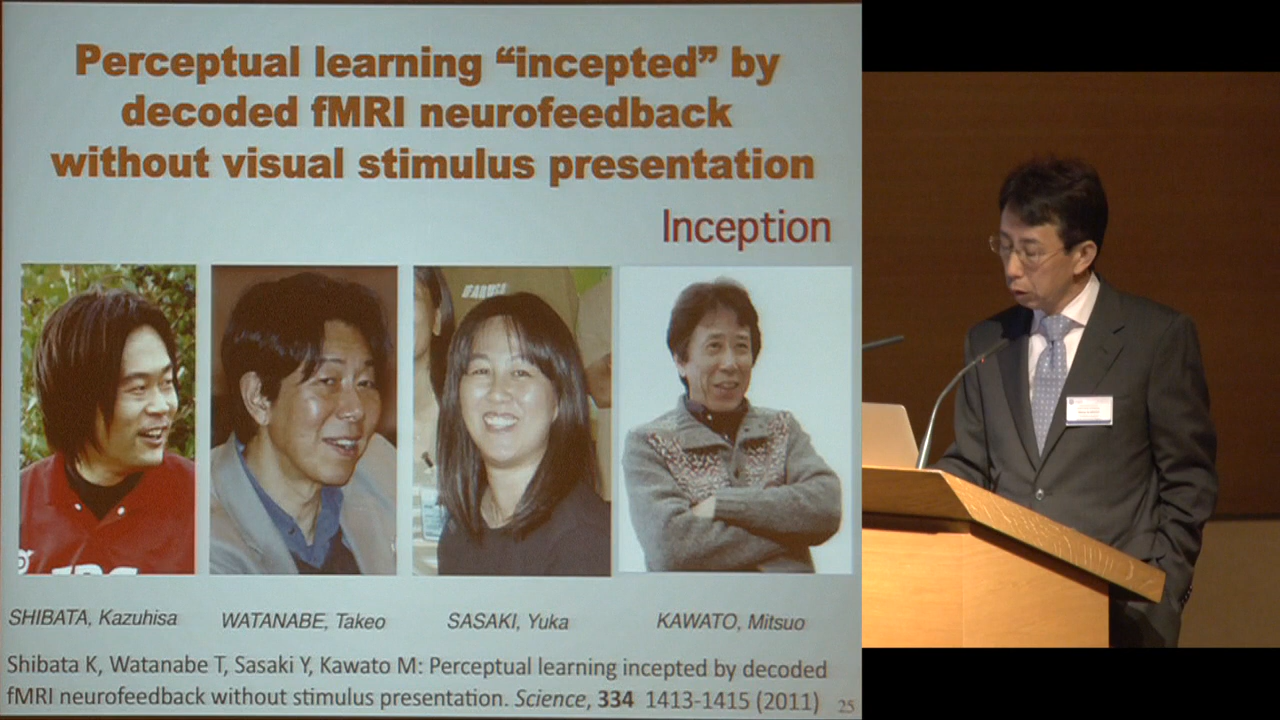 Perceptual learning “incepted” by
decoded fMRI neurofeedback
without visual stimulus presentation
Inception
SHIBATA, Kazuhisa
WATANABE, Takeo
SASAKI, Yuka
KAWATO, Mitsuo
Shibata K, Watanabe T, Sasaki Y, Kawato M: Perceptual learning incepted by decoded
fMRI neurofeedback without stimulus presentation. Science, 334 1413-1415 (2011)
25